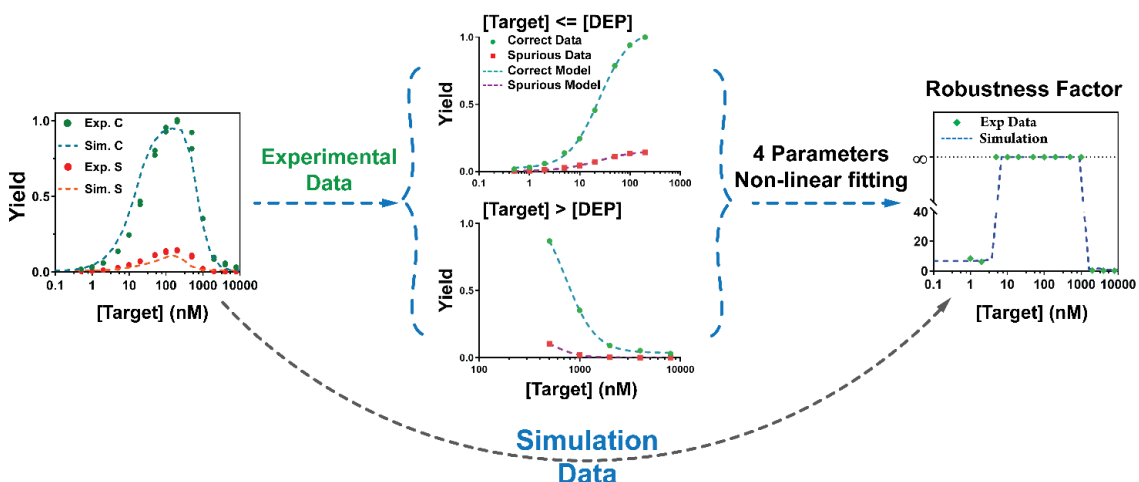 Yield
1.0
0.5
0.0
Exp. C
Sim. C
Exp. S
Sim. S
0.1 1 10 100 1000 10000
[Target] (nM)
Experimental
Data
[Target] <= [DEP]
Yield
1.0
0.5
0.0
Correct Data
Spurious Data
Correct Model
Spurious Model
0.1 1 10 100 1000
[Target] > [DEP]
Yield
1.0
0.5
0.0
100 1000 10000
[Target] (nM)
4 Parameters
Non-linear fitting
Robustness Factor
Exp Data
Simulation
∞
40
20
0
0.1 1 10 100 1000 10000
[Target] (nM)
Simulation
Data